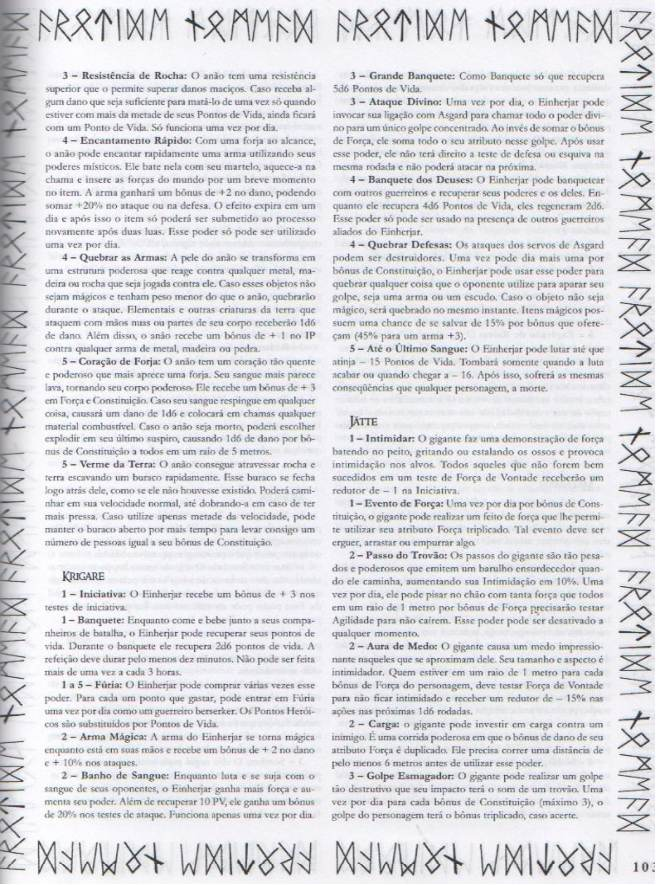 3 – Resistência de Rocha: O anão tem uma resistência
superior que o permite superar danos maciços. Caso receba al-
gum dano que seja suficiente para matá-lo de uma vez só quando
estiver com mais da metade de seus Pontos de Vida, ainda ficará
com um Ponto de Vida. Só funciona uma vez por dia.
4 – Encantamento Rápido: Com uma forja ao alcance,
o anão pode encantar rapidamente uma arma utilizando seus
poderes místicos. Ele bate nela com seu martelo, aquece-a na
chama e insere as forças do mundo por um breve momento
no item. A arma ganhará um bônus de +2 no dano, podendo
somar +20% no ataque ou na defesa. O efeito expira em um
dia e após isso o item só poderá ser submetido ao processo
novamente após duas luas. Esse poder só pode ser utilizado
uma vez por dia.
4 – Quebrar as Armas: A pele do anão se transforma em
uma estrutura poderosa que reage contra qualquer metal, ma-
deira ou rocha que seja jogada contra ele. Caso esses objetos não
sejam mágicos e tenham peso menor do que o anão, quebrarão
durante o ataque. Elementais e outras criaturas da terra que
ataquem com mãos nuas ou partes de seu corpo receberão 1d6
de dano. Além disso, o anão recebe um bônus de + 1 no IP
contra qualquer arma de metal, madeira ou pedra.
5 – Coração de Forja: O anão tem um coração tão quente
e poderoso que mais aprece uma forja. Seu sangue mais parece
lava, tornando seu corpo poderoso. Ele recebe um bônus de + 3
em Força e Constituição. Caso seu sangue respingue em qualquer
coisa, causará um dano de 1d6 e colocará em chamas qualquer
material combustível. Caso o anão seja morto, poderá escolher
explodir em seu último suspiro, causando 1d6 de dano por bô-
nus de Constituição a todos em um raio de 5 metros.
5 – Verme da Terra: O anão consegue atravessar rocha e
terra escavando um buraco rapidamente. Esse buraco se fecha
logo atrás dele, como se ele não houvesse existido. Poderá cami-
nhar em sua velocidade normal, até dobrando-a em caso de ter
mais pressa. Caso utilize apenas metade da velocidade, pode
manter o buraco aberto por mais tempo para levar consigo um
número de pessoas igual a seu bônus de Constituição.
KRIGARE
1 – Iniciativa: O Einherjar recebe um bônus de + 3 nos
testes de iniciativa.
1 – Banquete: Enquanto come e bebe junto a seus compa-
nheiros de batalha, o Einherjar pode recuperar seus pontos de
vida. Durante o banquete ele recupera 2d6 pontos de vida. A
refeição deve durar pelo menos dez minutos. Não pode ser feita
mais de uma vez a cada 3 horas.
1 a 5 – Fúria: O Einherjar pode comprar várias vezes esse
poder. Para cada um ponto que gastar, pode entrar em Fúria
uma vez por dia como um guerreiro berserker. Os Pontos Herói-
cos são substituídos por Pontos de Vida.
2 – Arma Mágica: A arma do Einherjar se torna mágica
enquanto está em suas mãos e recebe um bônus de + 2 no dano
e + 10% nos ataques.
2 – Banho de Sangue: Enquanto luta e se suja com o
sangue de seus oponentes, o Einherjar ganha mais força e au-
menta seu poder. Além de recuperar 10 PV, ele ganha um bônus
de 20% nos testes de ataque. Funciona apenas uma vez por dia.
3 – Grande Banquete: Como Banquete só que recupera
5d6 Pontos de Vida.
3 – Ataque Divino: Uma vez por dia, o Einherjar pode
invocar sua ligação com Asgard para chamar todo o poder divi-
no para um único golpe concentrado. Ao invés de somar o bônus
de Força, ele soma todo o seu atributo nesse golpe. Após usar
esse poder, ele não terá direito a teste de defesa ou esquiva na
mesma rodada e não poderá atacar na próxima.
4 – Banquete dos Deuses: O Einherjar pode banquetear
com outros guerreiros e recuperar seus poderes e os deles. En-
quanto ele recupera 4d6 Pontos de Vida, eles regeneram 2d6.
Esse poder só pode ser usado na presença de outros guerreiros
aliados do Einherjar.
4 – Quebrar Defesas: Os ataques dos servos de Asgard
podem ser destruidores. Uma vez pode dia mais uma por
bônus de Constituição, o Einherjar pode usar esse poder para
quebrar qualquer coisa que o oponente utilize para aparar seu
golpe, seja uma arma ou um escudo. Caso o objeto não seja
mágico, será quebrado no mesmo instante. Itens mágicos pos-
suem uma chance de se salvar de 15% por bônus que ofere-
çam (45% para um arma +3).
5 – Até o Último Sangue: O Einherjar pode lutar até que
atinja – 15 Pontos de Vida. Tombará somente quando a luta
acabar ou quando chegar a – 16. Após isso, sofrerá as mesmas
conseqüências que qualquer personagem, a morte.
JÄTTE
1 – Intimidar: O gigante faz uma demonstração de força
batendo no peito, gritando ou estalando os ossos e provoca
intimidação nos alvos. Todos aqueles que não forem bem
sucedidos em um teste de Força de Vontade receberão um
redutor de – 1 na Iniciativa.
1 – Evento de Força: Uma vez por dia por bônus de Cons-
tituição, o gigante pode realizar um feito de força que lhe permi-
te utilizar seu atributo Força triplicado. Tal evento deve ser
erguer, arrastar ou empurrar algo.
2 – Passo do Trovão: Os passos do gigante são tão pesa-
dos e poderosos que emitem um barulho ensurdecedor quan-
do ele caminha, aumentando sua Intimidação em 10%. Uma
vez por dia, ele pode pisar no chão com tanta força que todos
em um raio de 1 metro por bônus de Força precisarão testar
Agilidade para não caírem. Esse poder pode ser desativado a
qualquer momento.
2 – Aura de Medo: O gigante causa um medo impressio-
nante naqueles que se aproximam dele. Seu tamanho e aspecto é
intimidador. Quem estiver em um raio de 1 metro para cada
bônus de Força do personagem, deve testar Força de Vontade
para não ficar intimidado e receber um redutor de – 15% nas
ações nas próximas 1d6 rodadas.
2 – Carga: o gigante pode investir em carga contra um
inimigo. É uma corrida poderosa em que o bônus de dano de seu
atributo Força é duplicado. Ele precisa correr uma distância de
pelo menos 6 metros antes de utilizar esse poder.
3 – Golpe Esmagador: O gigante pode realizar um golpe
tão destrutivo que seu impacto terá o som de um trovão. Uma
vez por dia para cada bônus de Constituição (máximo 3), o
golpe do personagem terá o bônus triplicado, caso acerte.
103